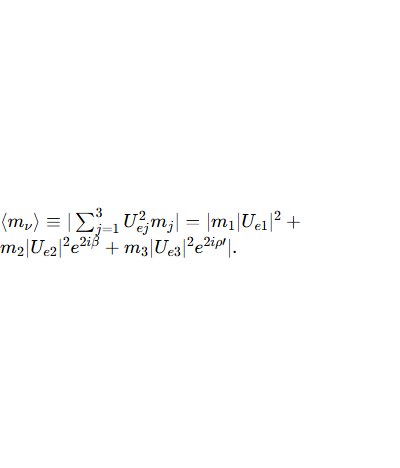 ⟨m_ν⟩ ≡ | ∑_{j=1}^{3} U_{ej}^{2} m_j| = |m_1|U_{e1}|^2 +
m_2|U_{e2}|^2 e^{2iβ} + m_3|U_{e3}|^2 e^{2iρ′}|.